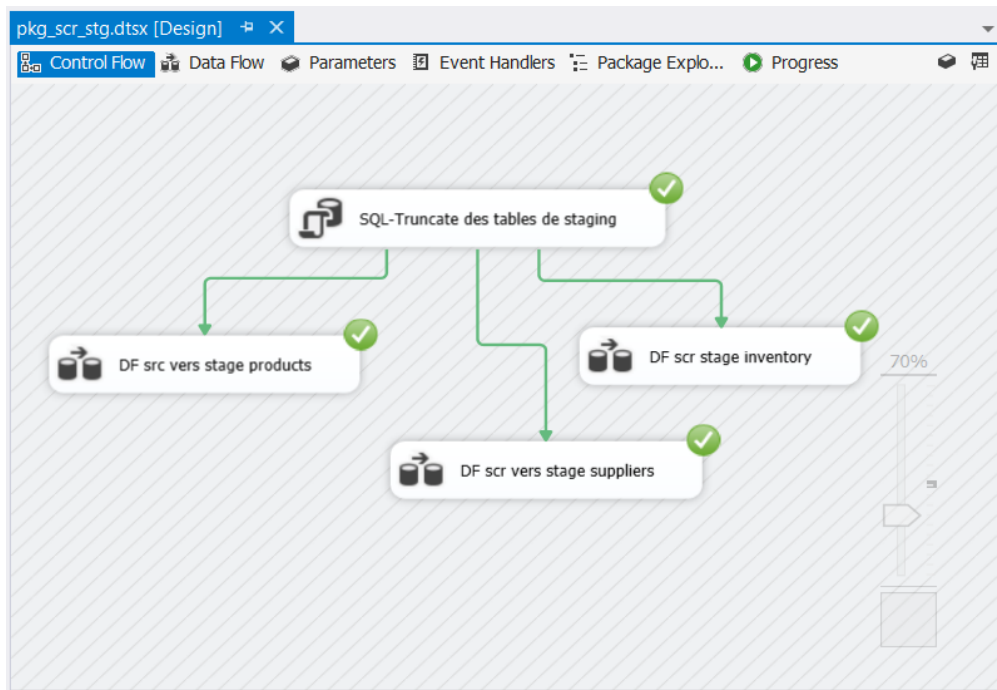 pkg_scr_stg.dtsx [Design]
Control Flow Data Flow Parameters Event Handlers Package Explo... Progress
SQL-Truncate des tables de staging
DF src vers stage products
DF scr stage inventory
70%
DF scr vers stage suppliers